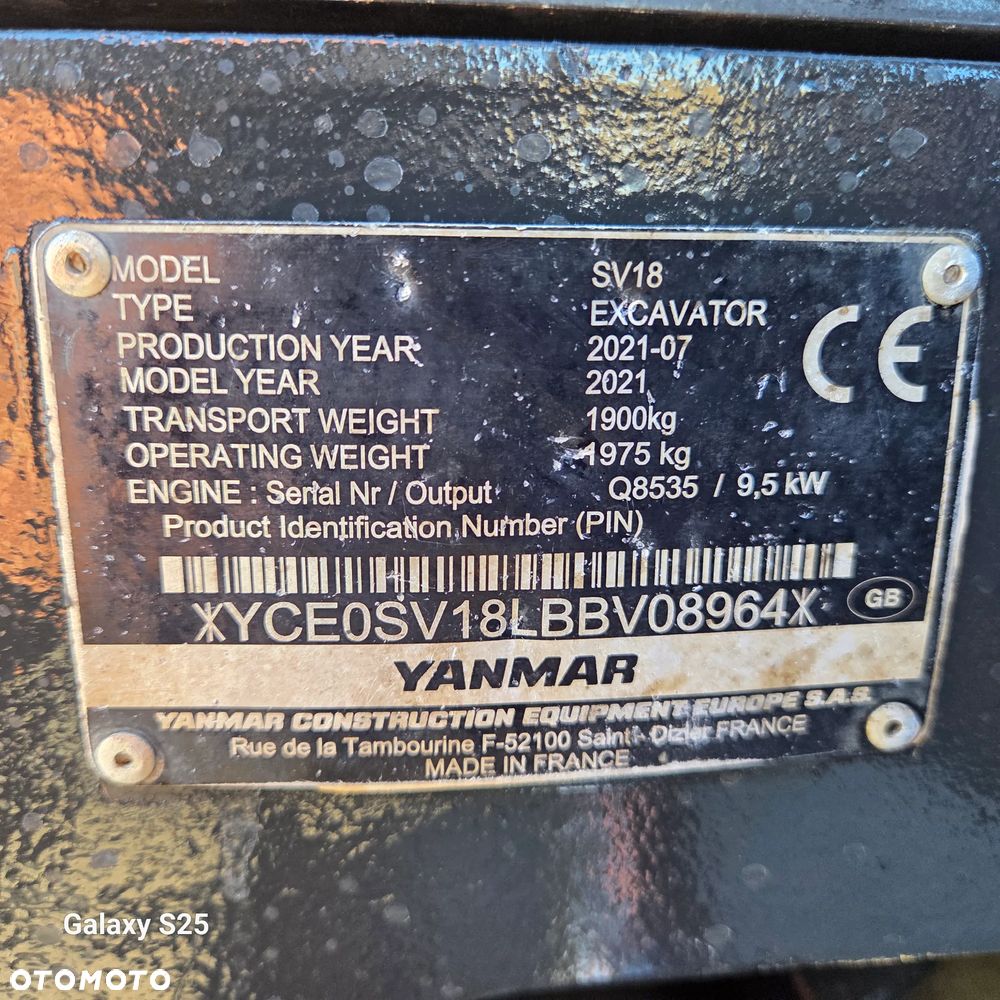 MODEL SV18
TYPE EXCAVATOR
PRODUCTION YEAR 2021-07
MODEL YEAR 2021
TRANSPORT WEIGHT 1900kg
OPERATING WEIGHT 1975 kg
ENGINE : Serial Nr / Output Q8535 / 9,5 kW
Product Identification Number (PIN)
CE
XYCE0SV18LBBV08964X
GB
YANMAR
YANMAR CONSTRUCTION EQUIPMENT EUROPE S.A.S.
Rue de la Tambourine F-52100 Saint - Dizier FRANCE
MADE IN FRANCE
Galaxy S25
OTOMOTO